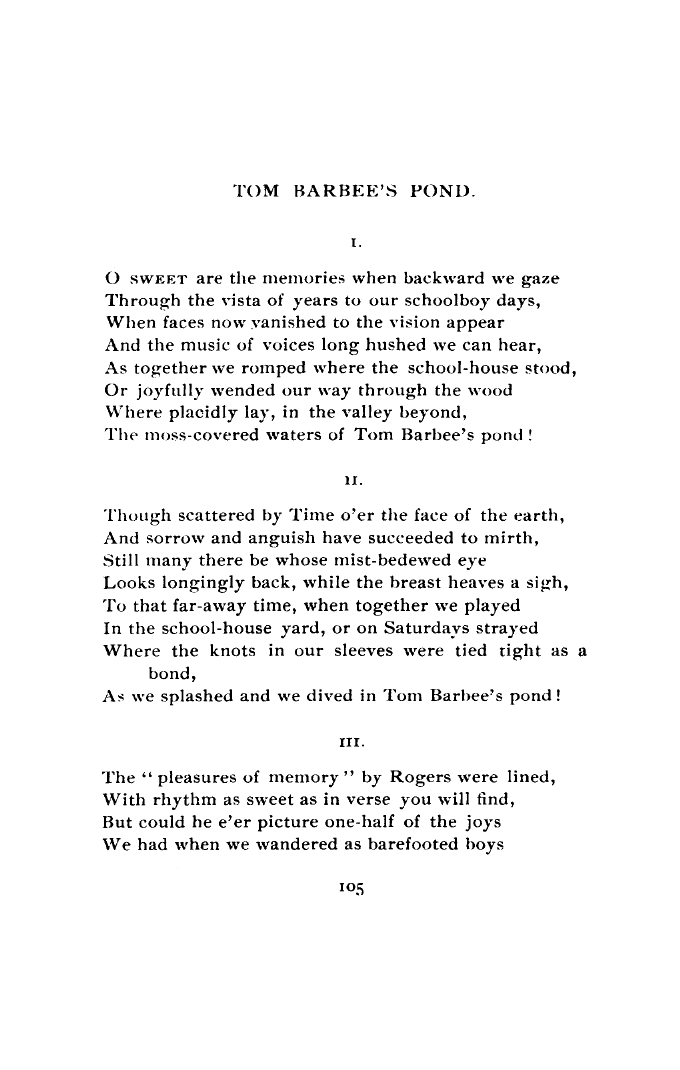 TOM BARBEE'S POND.
I.
O SWEET are the memories when backward we gaze
Through the vista of years to our schoolboy days,
When faces now vanished to the vision appear
And the music of voices long hushed we can hear,
As together we romped where the school-house stood,
Or joyfully wended our way through the wood
Where placidly lay, in the valley beyond,
The moss-covered waters of Tom Barbee's pond!
II.
Though scattered by Time o'er the face of the earth,
And sorrow and anguish have succeeded to mirth,
Still many there be whose mist-bedewed eye
Looks longingly back, while the breast heaves a sigh,
To that far-away time, when together we played
In the school-house yard, or on Saturdays strayed
Where the knots in our sleeves were tied tight as a
bond,
As we splashed and we dived in Tom Barbee's pond!
III.
The "pleasures of memory" by Rogers were lined,
With rhythm as sweet as in verse you will find,
But could he e'er picture one-half of the joys
We had when we wandered as barefooted boys
105